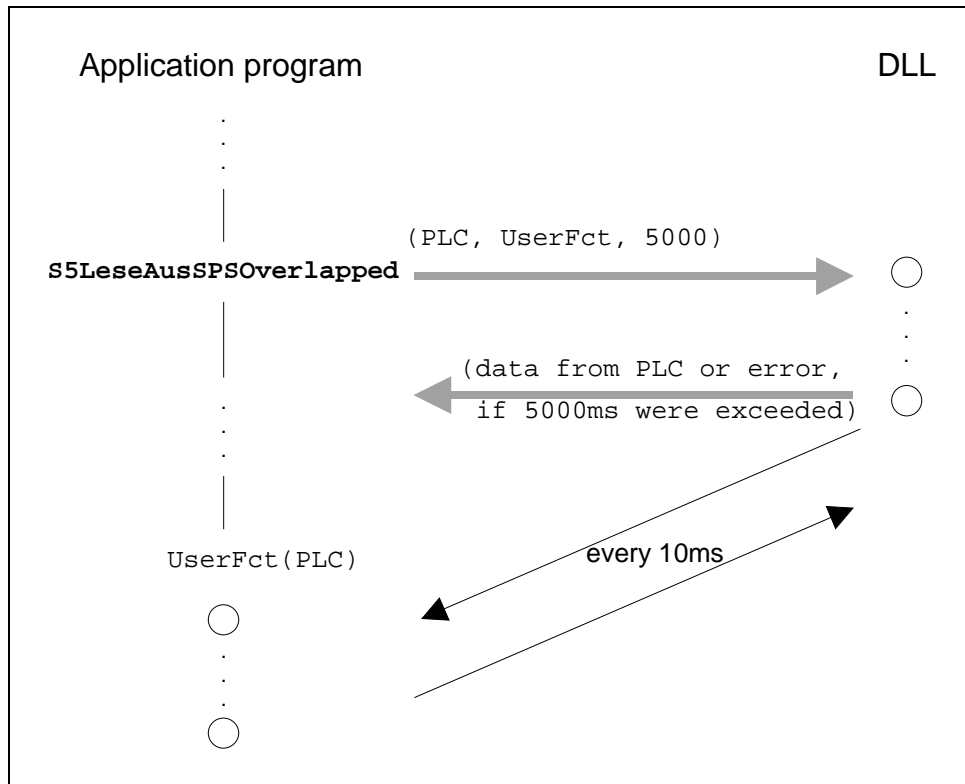 Application program
DLL
(PLC, UserFct, 5000)
S5LeseAusSPSOverlapped
(data from PLC or error,
if 5000ms were exceeded)
every 10ms
UserFct(PLC)